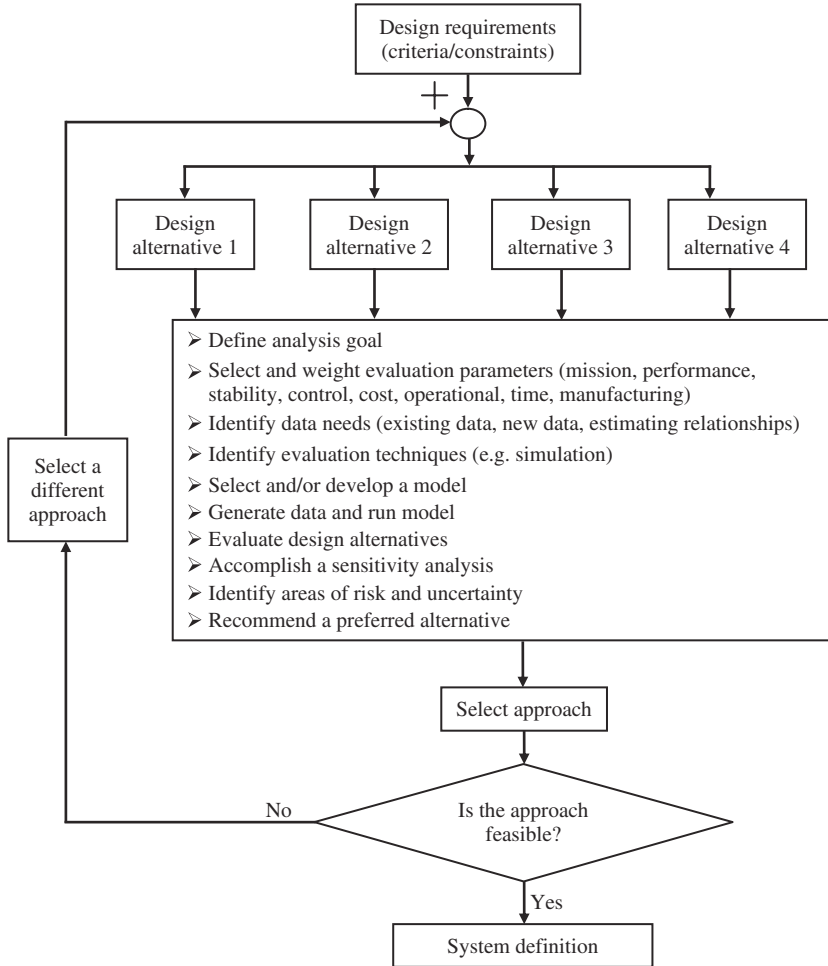 Design requirements
(criteria/constraints)
+
Design
alternative 1
Design
alternative 2
Design
alternative 3
Design
alternative 4
➢ Define analysis goal
➢ Select and weight evaluation parameters (mission, performance,
stability, control, cost, operational, time, manufacturing)
➢ Identify data needs (existing data, new data, estimating relationships)
➢ Identify evaluation techniques (e.g. simulation)
➢ Select and/or develop a model
➢ Generate data and run model
➢ Evaluate design alternatives
➢ Accomplish a sensitivity analysis
➢ Identify areas of risk and uncertainty
➢ Recommend a preferred alternative
Select a
different
approach
Select approach
No
Is the approach
feasible?
Yes
System definition